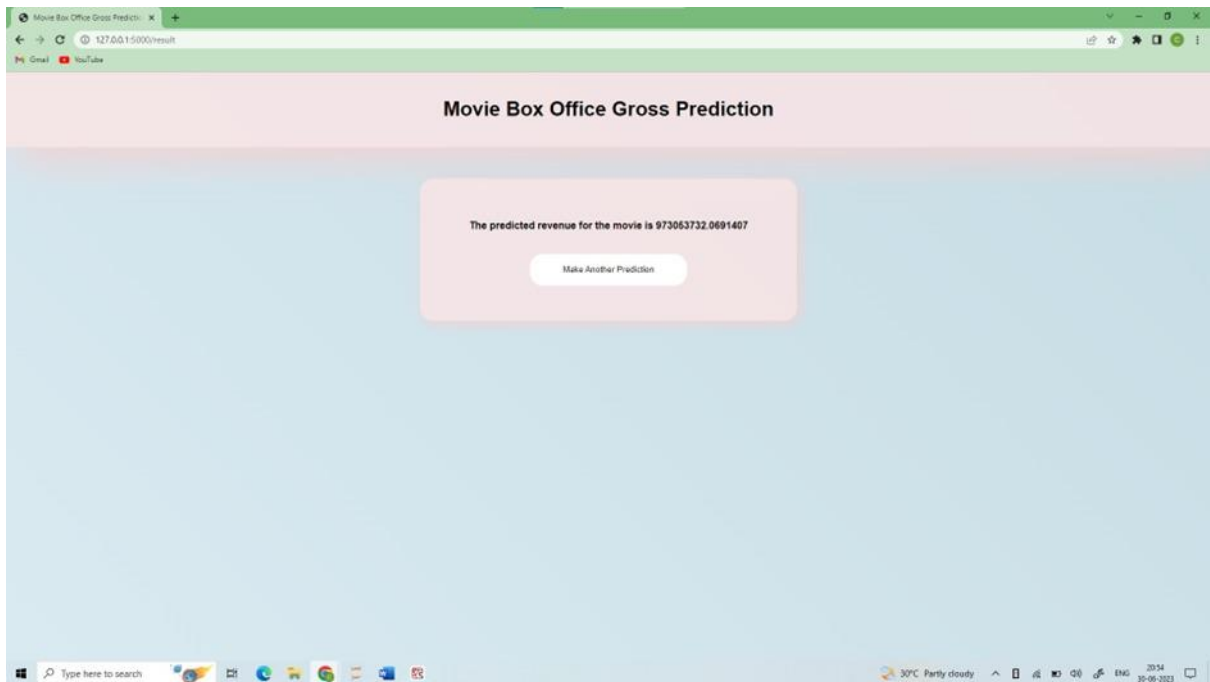 Movie Box Office Gross Predictio
127.0.0.1:5000/result
Gmail
YouTube
Movie Box Office Gross Prediction
The predicted revenue for the movie is 973053732.0691407
Make Another Prediction
Type here to search
30°C Partly cloudy
ENG
20:54
30-06-2023